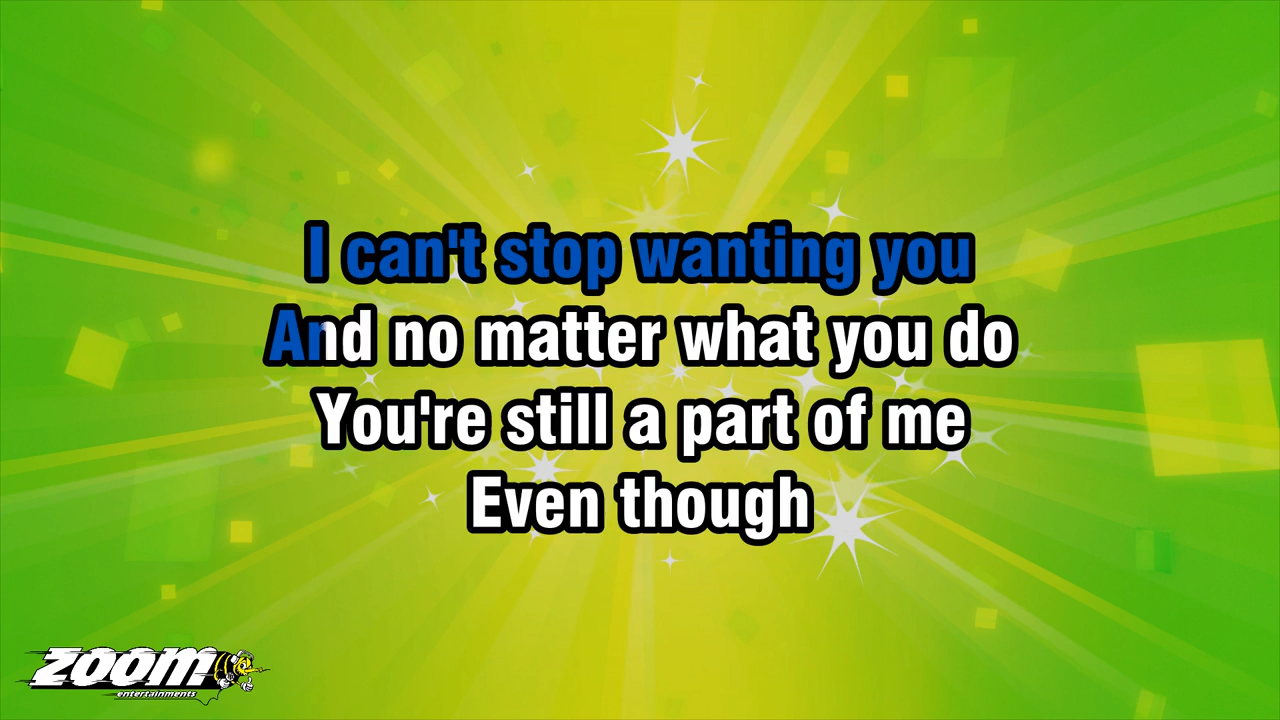 I can't stop wanting you
And no matter what you do
You're still a part of me
Even though
ZOOM
entertainments